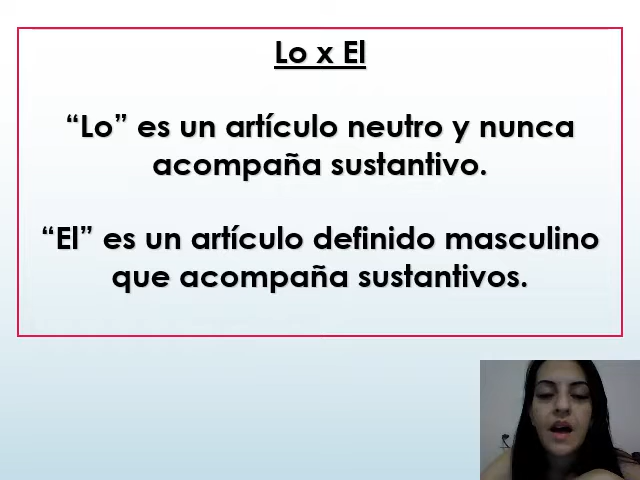 Lo x El
“Lo” es un artículo neutro y nunca
acompaña sustantivo.
“El” es un artículo definido masculino
que acompaña sustantivos.